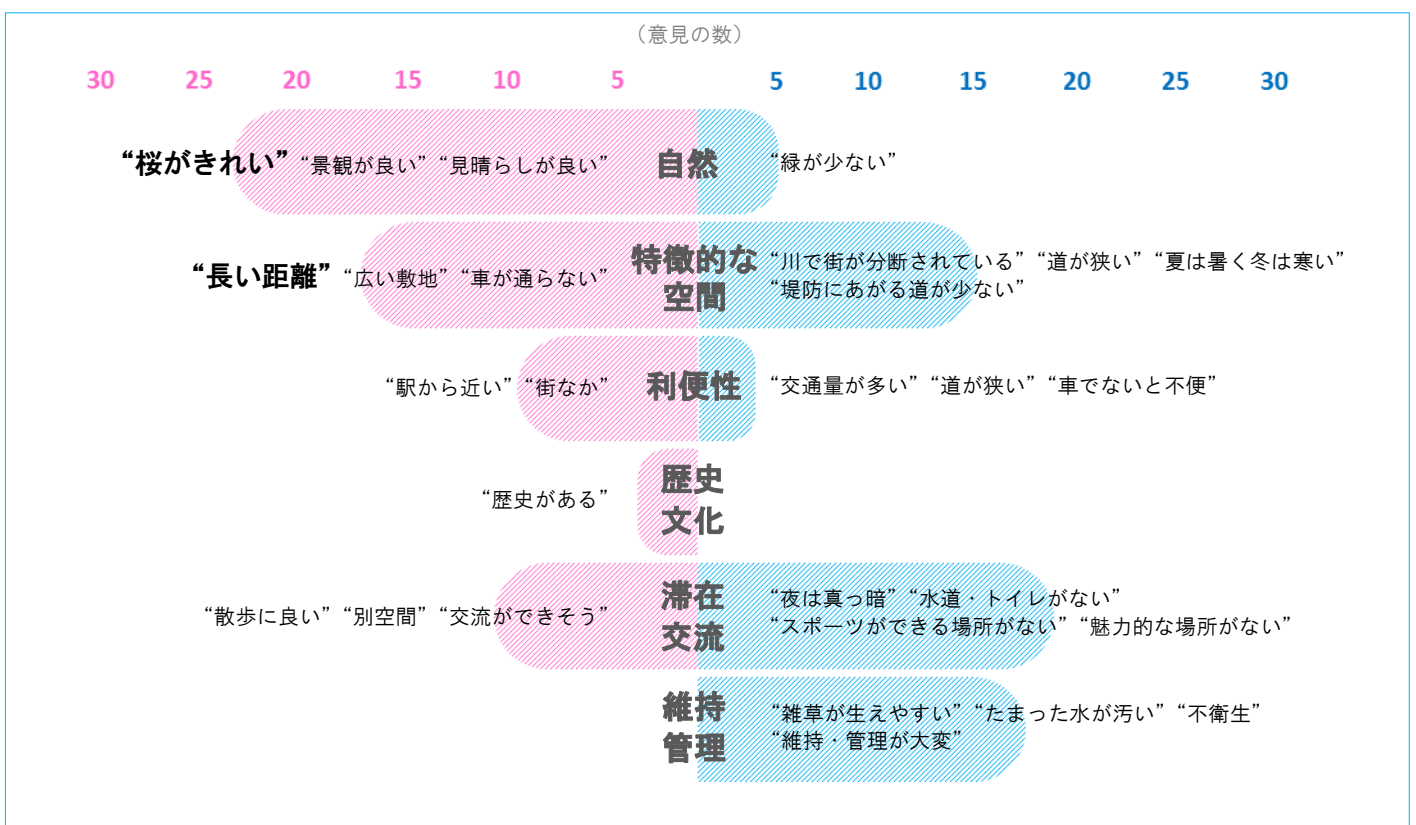 （意見の数）
30 25 20 15 10 5 5 10 15 20 25 30
“桜がきれい” “景観が良い” “見晴らしが良い” 自然 “緑が少ない”
“長い距離” “広い敷地” “車が通らない” 特徴的な “川で街が分断されている” “道が狭い” “夏は暑く冬は寒い”
空間 “堤防にあがる道が少ない”
“駅から近い” “街なか” 利便性 “交通量が多い” “道が狭い” “車でないと不便”
歴史
“歴史がある”
文化
滞在 “夜は真っ暗” “水道・トイレがない”
“散歩に良い” “別空間” “交流ができそう”
交流 “スポーツができる場所がない” “魅力的な場所がない”
維持 “雑草が生えやすい” “たまった水が汚い” “不衛生”
管理 “維持・管理が大変”